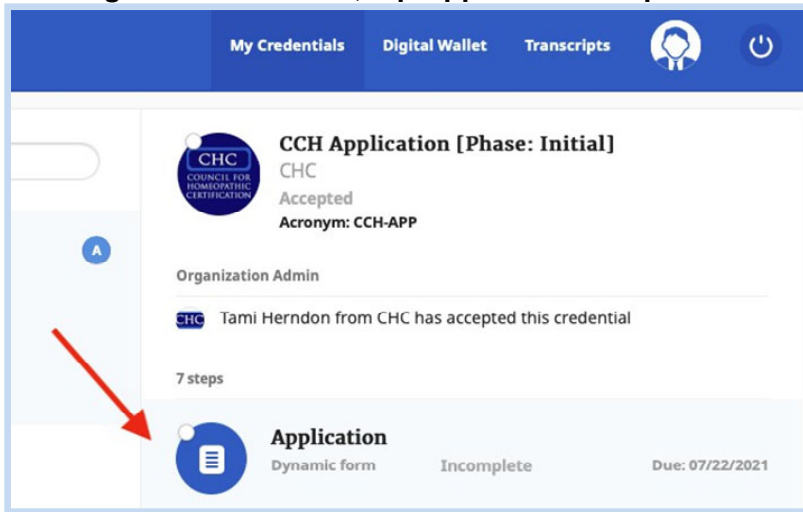 My Credentials Digital Wallet Transcripts
CCH Application [Phase: Initial]
CHC
COUNCIL FOR
HOMEOPATHIC
CERTIFICATION
CHC
Accepted
Acronym: CCH-APP
A
Organization Admin
CHC Tami Herndon from CHC has accepted this credential
7 steps
Application
Dynamic form Incomplete Due: 07/22/2021